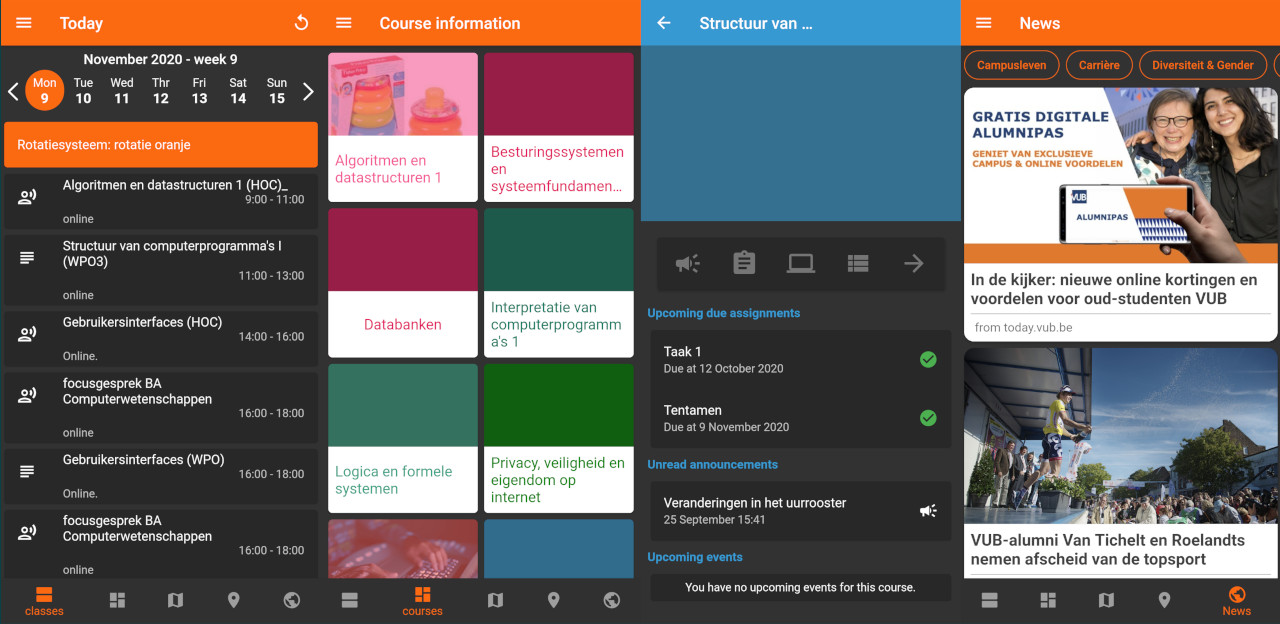 Today
November 2020 - week 9
Mon Tue Wed Thr Fri Sat Sun
9 10 11 12 13 14 15
Rotatiesysteem: rotatie oranje
Algoritmen en datastructuren 1 (HOC)_
9:00 - 11:00
online
Structuur van computerprogramma's I
(WPO3)
11:00 - 13:00
online
Gebruikersinterfaces (HOC)
14:00 - 16:00
Online.
focusgesprek BA
Computerwetenschappen
16:00 - 18:00
online
Gebruikersinterfaces (WPO)
16:00 - 18:00
Online.
focusgesprek BA
Computerwetenschappen
16:00 - 18:00
online
classes
Course information
Fisher-Price
Algoritmen en
datastructuren 1
Besturingssystemen
en
systeemfundamen...
Databanken
Interpretatie van
computerprogramm
a's 1
Logica en formele
systemen
Privacy, veiligheid en
eigendom op
internet
courses
Structuur van ...
Upcoming due assignments
Taak 1
Due at 12 October 2020
Tentamen
Due at 9 November 2020
Unread announcements
Veranderingen in het uurrooster
25 September 15:41
Upcoming events
You have no upcoming events for this course.
News
Campusleven
Carrière
Diversiteit & Gender
GRATIS DIGITALE
ALUMNIPAS
GENIET VAN EXCLUSIEVE
CAMPUS & ONLINE VOORDELEN
VUB
ALUMNIPAS
In de kijker: nieuwe online kortingen en
voordelen voor oud-studenten VUB
from today.vub.be
VUB-alumni Van Tichelt en Roelandts
nemen afscheid van de topsport
News